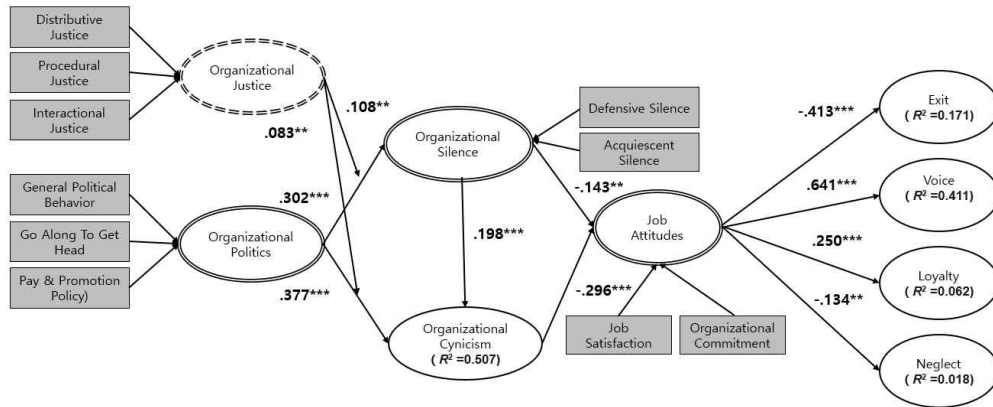 Distributive
Justice
Procedural
Justice
Interactional
Justice
Organizational
Justice
.108**
.083**
General Political
Behavior
Go Along To Get
Head
Pay & Promotion
Policy)
Organizational
Politics
.302***
.377***
Organizational
Silence
Defensive Silence
Acquiescent
Silence
.198***
-.143**
-.296***
Organizational
Cynicism
( R² =0.507)
Job
Attitudes
Job
Satisfaction
Organizational
Commitment
-.413***
.641***
.250***
-.134**
Exit
( R² =0.171)
Voice
( R² =0.411)
Loyalty
( R² =0.062)
Neglect
( R² =0.018)